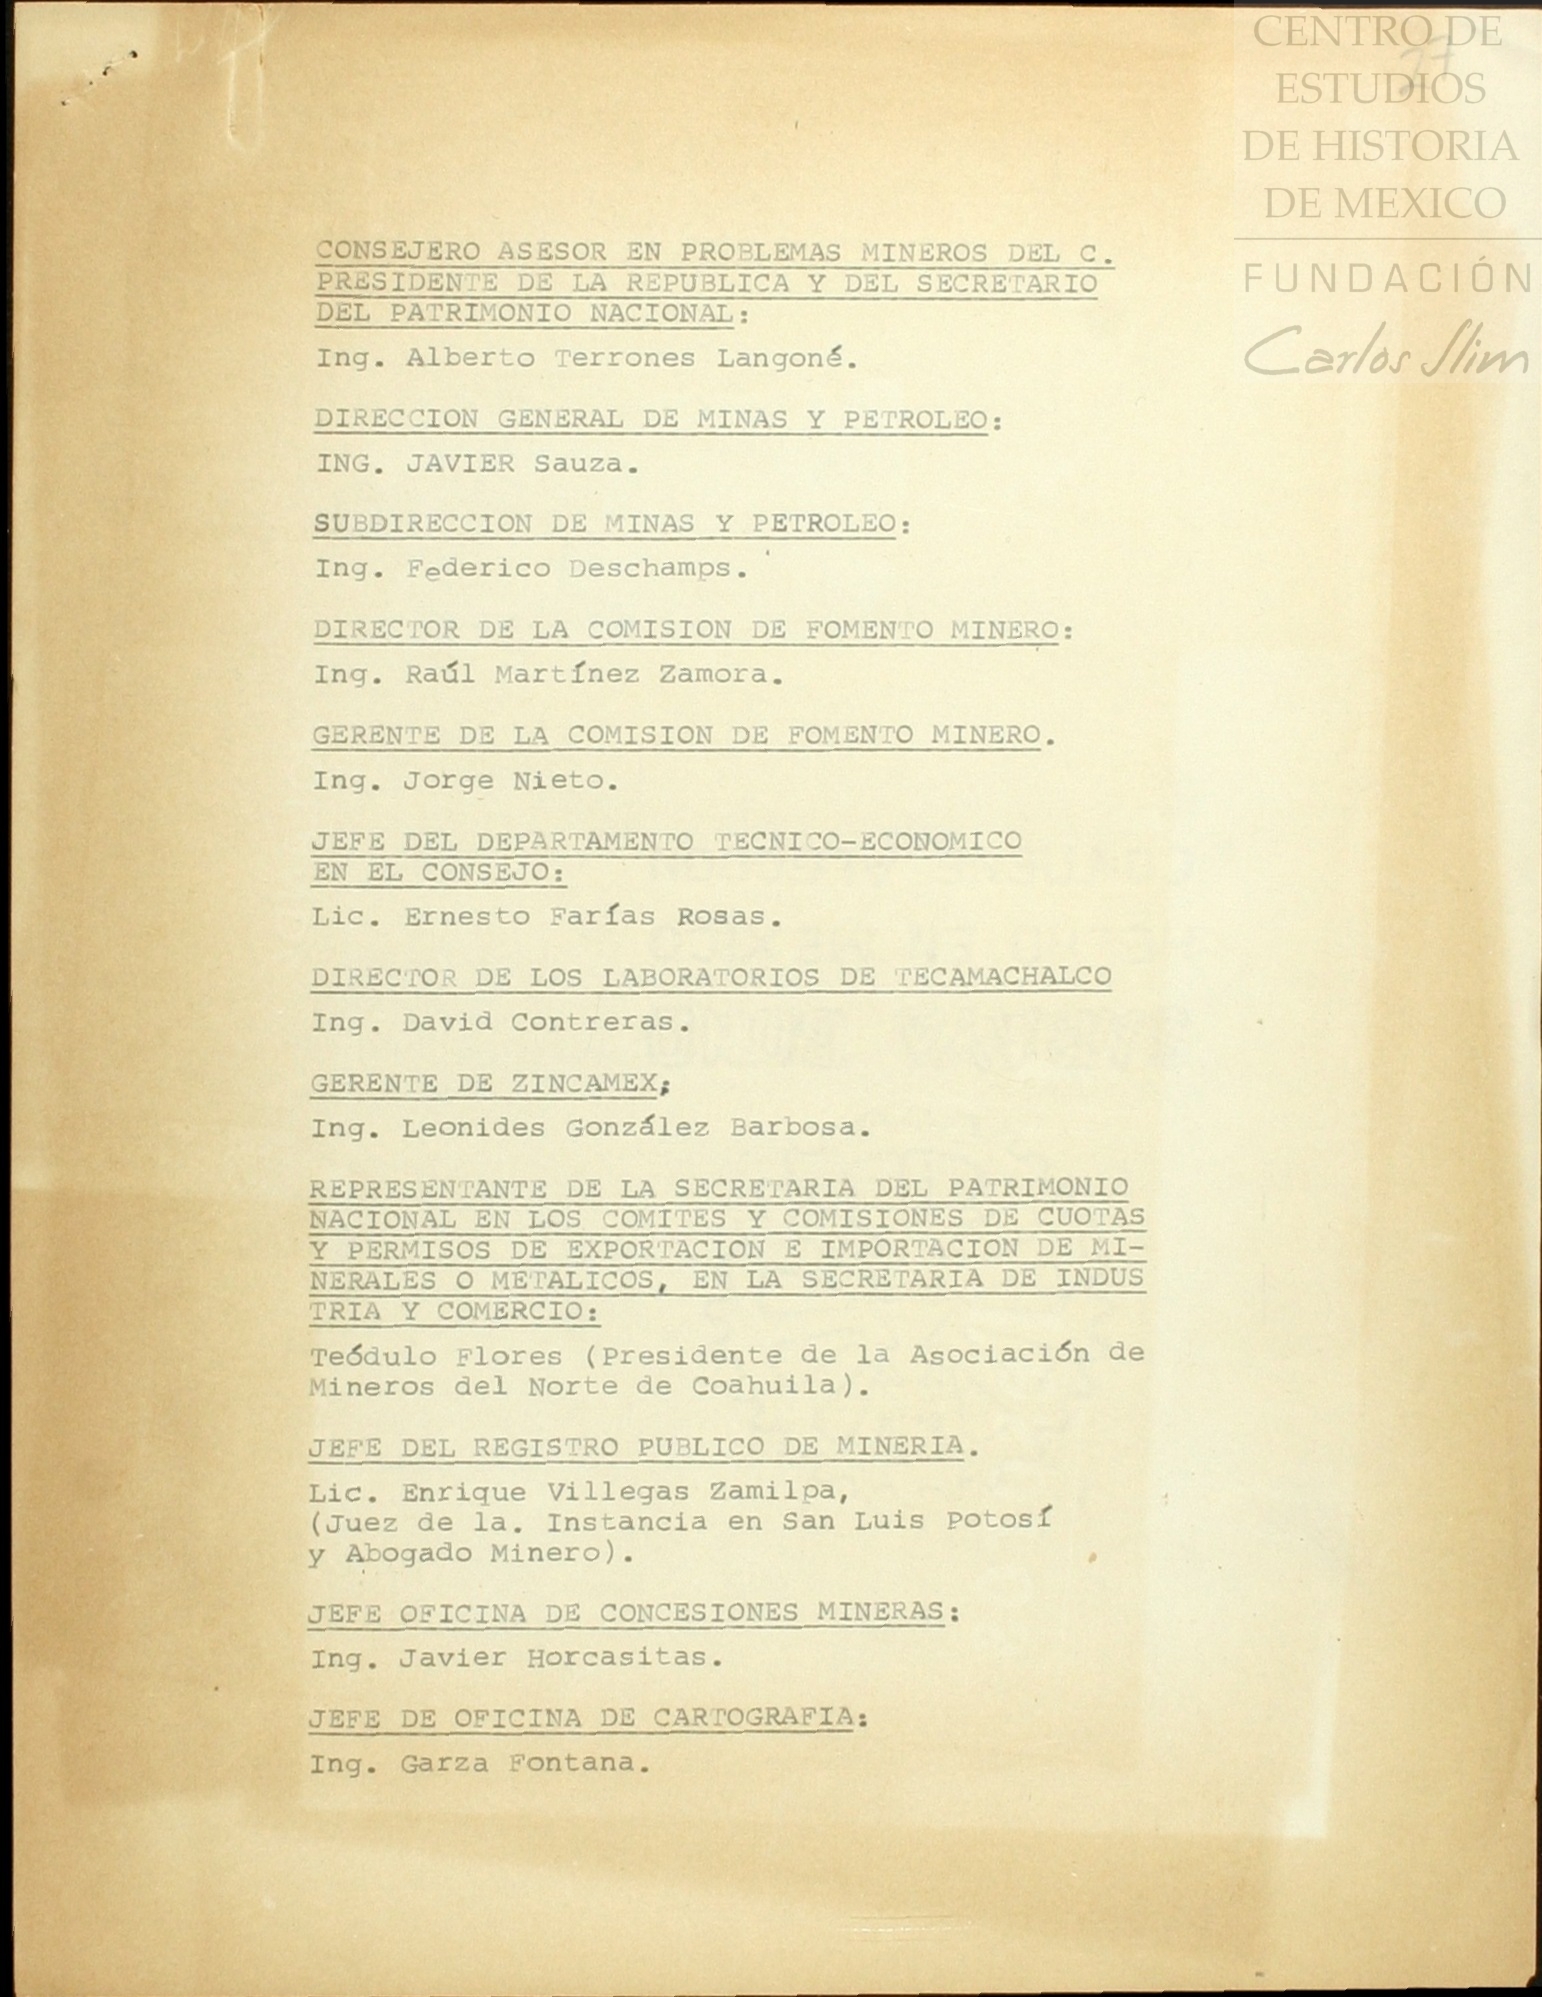 CENTRO DE
ESTUDIOS
DE HISTORIA
DE MEXICO
FUNDACIÓN
Carlos Slim
77
CONSEJERO ASESOR EN PROBLEMAS MINEROS DEL C.
PRESIDENTE DE LA REPUBLICA Y DEL SECRETARIO
DEL PATRIMONIO NACIONAL:
Ing. Alberto Terrones Langoné.
DIRECCION GENERAL DE MINAS Y PETROLEO:
ING. JAVIER Sauza.
SUBDIRECCION DE MINAS Y PETROLEO:
Ing. Federico Deschamps.
DIRECTOR DE LA COMISION DE FOMENTO MINERO:
Ing. Raúl Martínez Zamora.
GERENTE DE LA COMISION DE FOMENTO MINERO.
Ing. Jorge Nieto.
JEFE DEL DEPARTAMENTO TECNICO-ECONOMICO
EN EL CONSEJO:
Lic. Ernesto Farías Rosas.
DIRECTOR DE LOS LABORATORIOS DE TECAMACHALCO
Ing. David Contreras.
GERENTE DE ZINCAMEX;
Ing. Leonides González Barbosa.
REPRESENTANTE DE LA SECRETARIA DEL PATRIMONIO
NACIONAL EN LOS COMITES Y COMISIONES DE CUOTAS
Y PERMISOS DE EXPORTACION E IMPORTACION DE MI-
NERALES O METALICOS, EN LA SECRETARIA DE INDUS
TRIA Y COMERCIO:
Teódulo Flores (Presidente de la Asociación de
Mineros del Norte de Coahuila).
JEFE DEL REGISTRO PUBLICO DE MINERIA.
Lic. Enrique Villegas Zamilpa,
(Juez de la. Instancia en San Luis Potosí
y Abogado Minero).
JEFE OFICINA DE CONCESIONES MINERAS:
Ing. Javier Horcasitas.
JEFE DE OFICINA DE CARTOGRAFIA:
Ing. Garza Fontana.